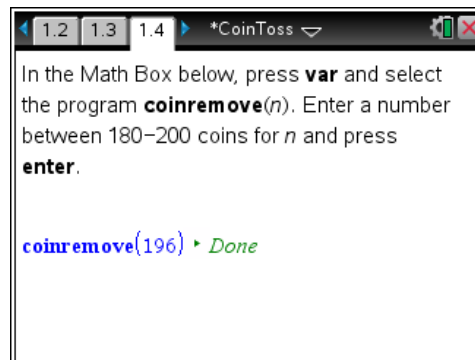 1.2 1.3 1.4 *CoinToss
In the Math Box below, press var and select
the program coinremove(n). Enter a number
between 180–200 coins for n and press
enter.
coinremove(196) ▸ Done